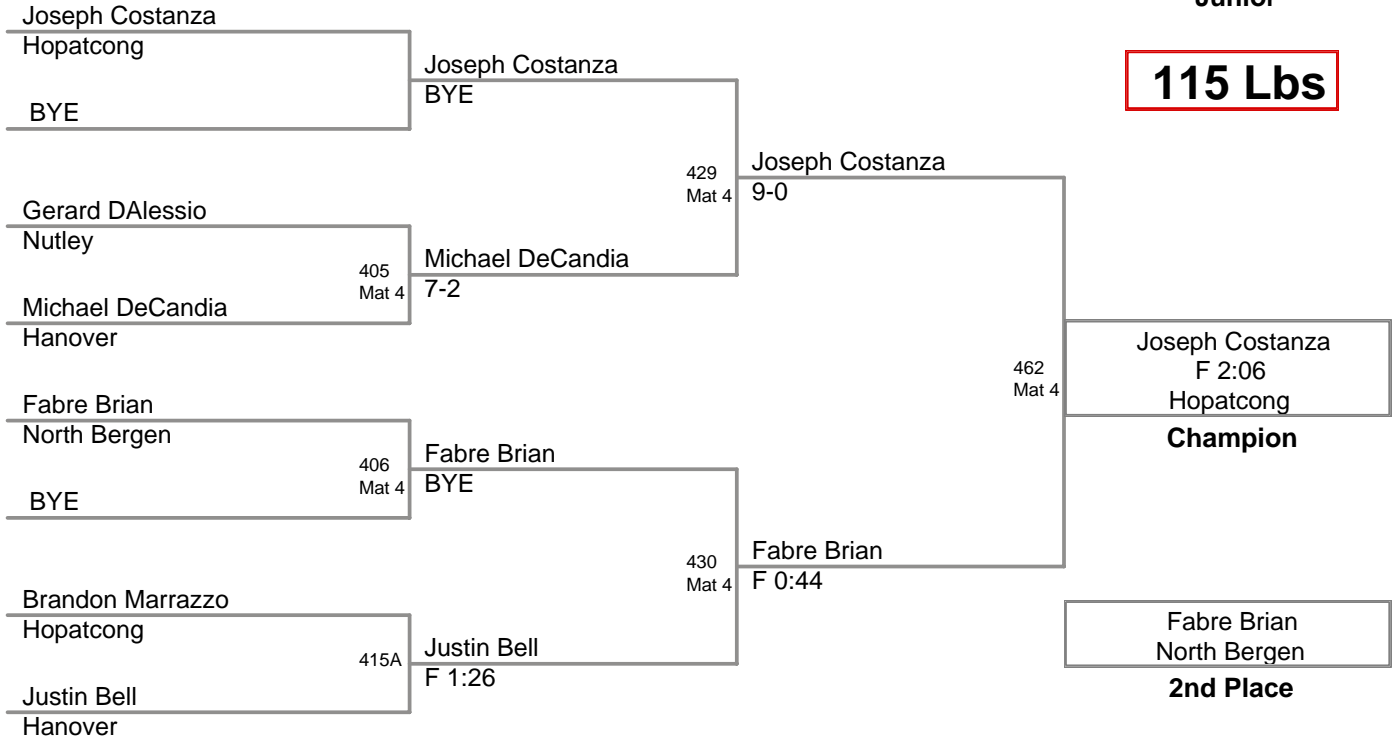 Junior
115 Lbs
Joseph Costanza
Hopatcong
BYE
Gerard DAlessio
Nutley
405
Mat 4
Michael DeCandia
Hanover
Fabre Brian
North Bergen
406
Mat 4
BYE
Brandon Marrazzo
Hopatcong
415A
Justin Bell
Hanover
Joseph Costanza
BYE
429
Mat 4
Michael DeCandia
7-2
Fabre Brian
BYE
430
Mat 4
Justin Bell
F 1:26
Joseph Costanza
9-0
462
Mat 4
Fabre Brian
F 0:44
Joseph Costanza
F 2:06
Hopatcong
Champion
Fabre Brian
North Bergen
2nd Place